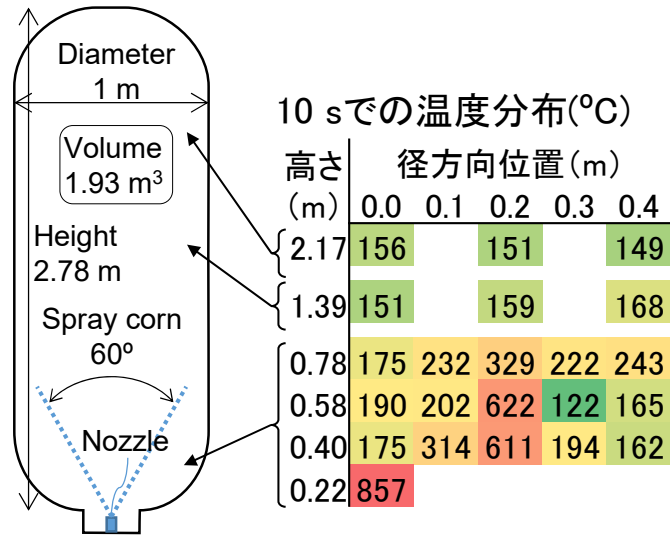 Diameter
1 m
Volume
1.93 m³
Height
2.78 m
Spray corn
60º
Nozzle
10 sでの温度分布(ºC)
高さ 径方向位置(m)
(m) 0.0 0.1 0.2 0.3 0.4
2.17 156 151 149
1.39 151 159 168
0.78 175 232 329 222 243
0.58 190 202 622 122 165
0.40 175 314 611 194 162
0.22 857